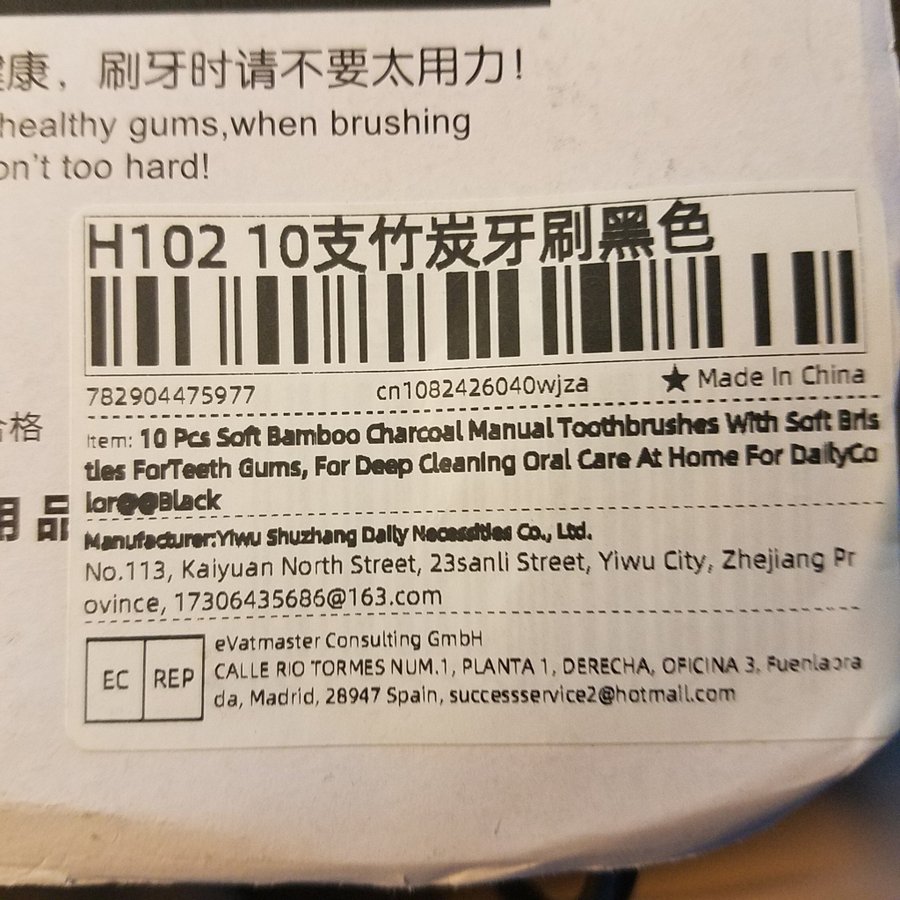 康，刷牙时请不要太用力！
healthy gums,when brushing
on't too hard!
H102 10支竹炭牙刷黑色
782904475977 cn1082426040wjza ★ Made In China
合格
Item: 10 Pcs Soft Bamboo Charcoal Manual Toothbrushes With Soft Bris
tles ForTeeth Gums, For Deep Cleaning Oral Care At Home For DailyCo
lor@@Black
用品
Manufacturer:Yiwu Shuzhang Daily Necessities Co., Ltd.
No.113, Kaiyuan North Street, 23sanli Street, Yiwu City, Zhejiang Pr
ovince, 17306435686@163.com
EC REP
eVatmaster Consulting GmbH
CALLE RIO TORMES NUM.1, PLANTA 1, DERECHA, OFICINA 3, Fuenlabra
da, Madrid, 28947 Spain, successservice2@hotmail.com